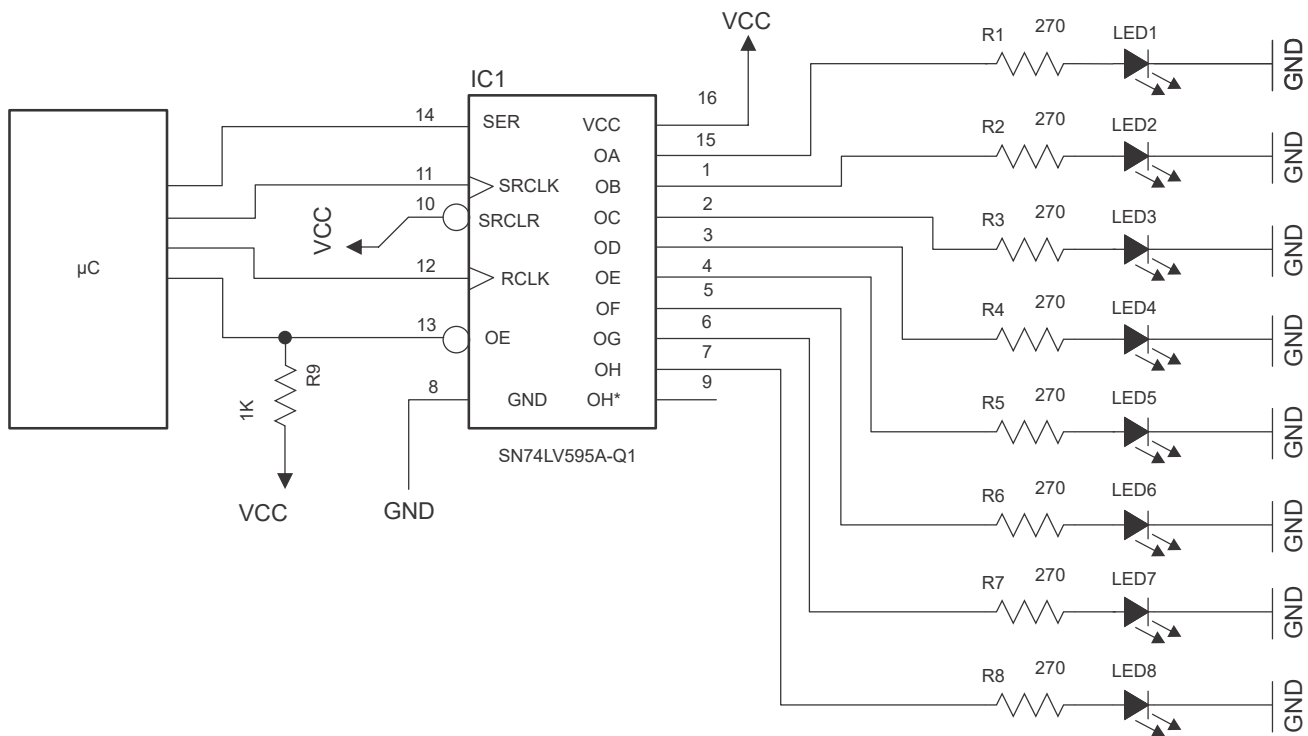 VCC
R1 270 LED1 GND
IC1
16
14 SER VCC
15
OA
R2 270 LED2 GND
1
11 OB
SRCLK
10 2
SRCLR OC
VCC
R3 270 LED3 GND
3
OD
µC
12 4
RCLK OE
5
OF
R4 270 LED4 GND
13 6
OE OG
7
OH
R9
1K
8 9
GND OH*
R5 270 LED5 GND
SN74LV595A-Q1
VCC GND
R6 270 LED6 GND
R7 270 LED7 GND
R8 270 LED8 GND